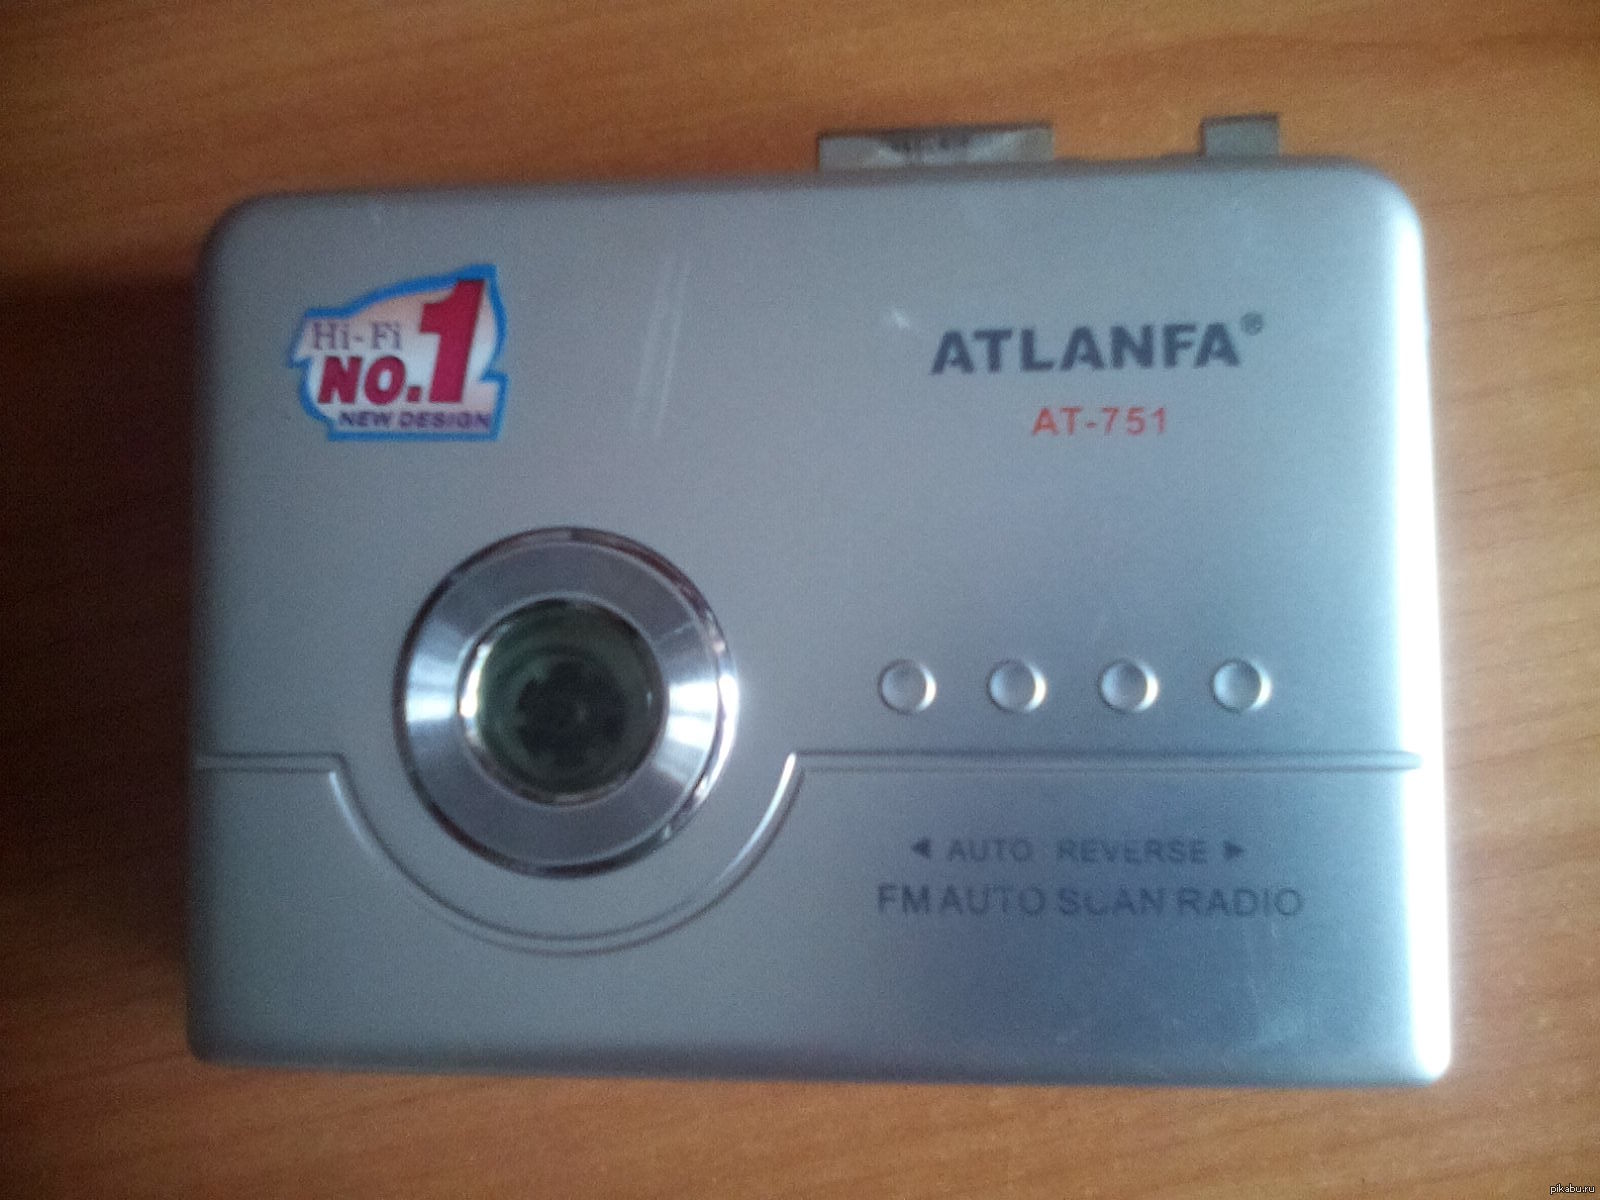 Hi-Fi
NO.1
NEW DESIGN
ATLANFA®
AT-751
◄ AUTO REVERSE ►
FM AUTO SCAN RADIO
pikabu.ru